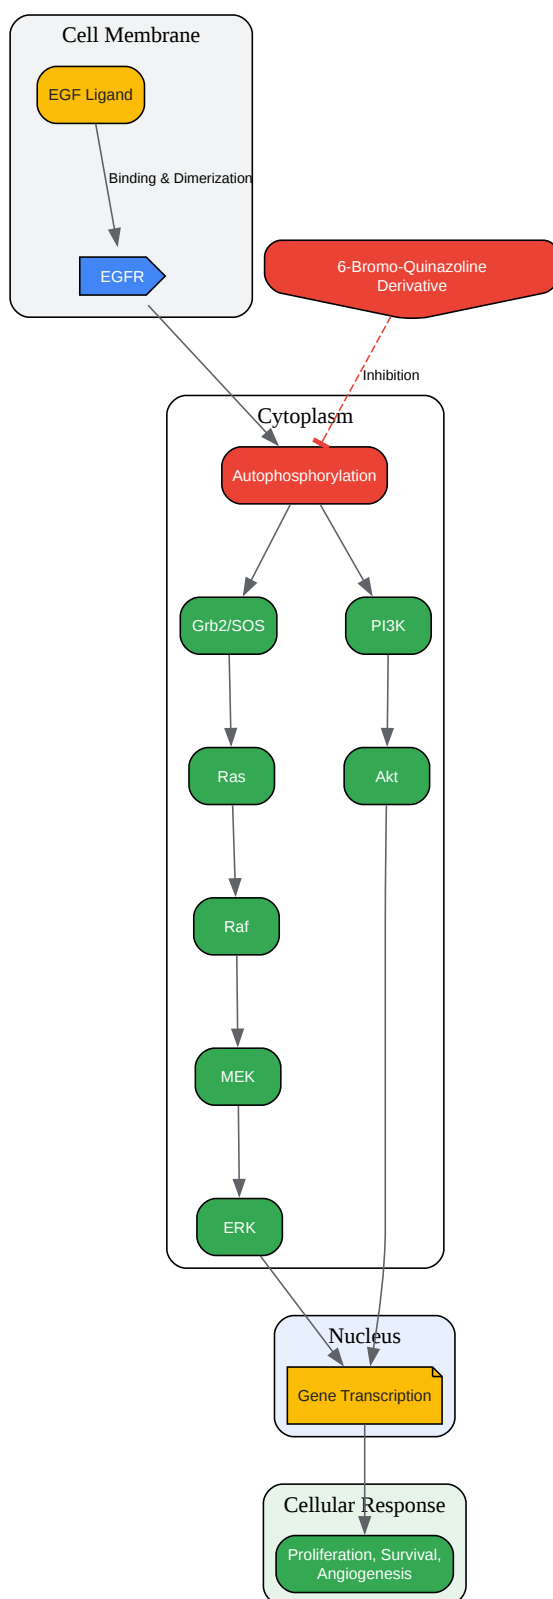 Cell Membrane
EGF Ligand
Binding & Dimerization
EGFR
6-Bromo-Quinazoline
Derivative
Inhibition
Cytoplasm
Autophosphorylation
Grb2/SOS
PI3K
Ras
Akt
Raf
MEK
ERK
Nucleus
Gene Transcription
Cellular Response
Proliferation, Survival,
Angiogenesis